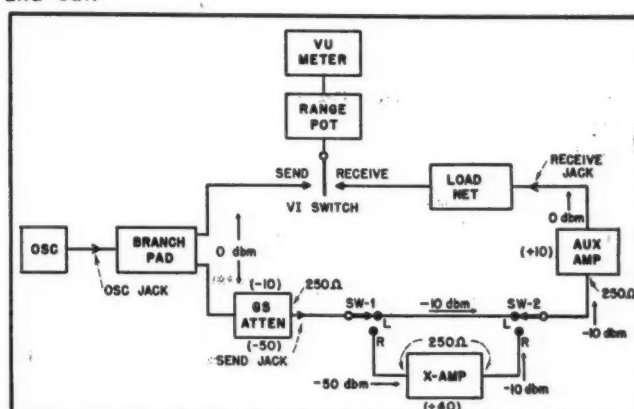 VU
METER
RANGE
POT
SEND
RECEIVE
VI SWITCH
LOAD
NET
RECEIVE
JACK
OSC
OSC JACK
BRANCH
PAD
0 dbm
0 dbm
(+10)
AUX
AMP
250Ω
-10 dbm
(-10)
250Ω
GS
ATTEN
(-50)
SEND JACK
SW-1
L
R
-10 dbm
SW-2
L
R
250Ω
-50 dbm
X-AMP
-10 dbm
(+40)